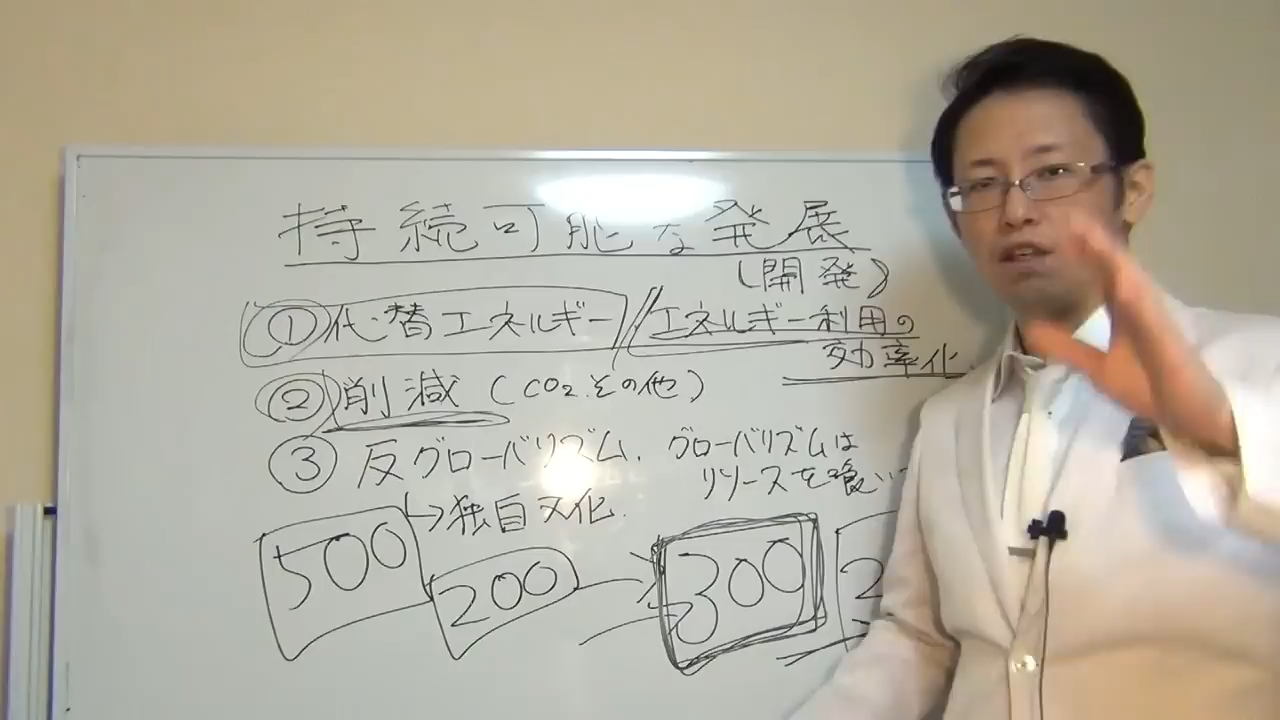 持続可能な発展
(開発)
①代替エネルギー//エネルギー利用の
効率化
②削減 (CO2.その他)
③反グローバリズム. グローバリズムは
リソースを喰い
↳独自文化.
500
200
300
2